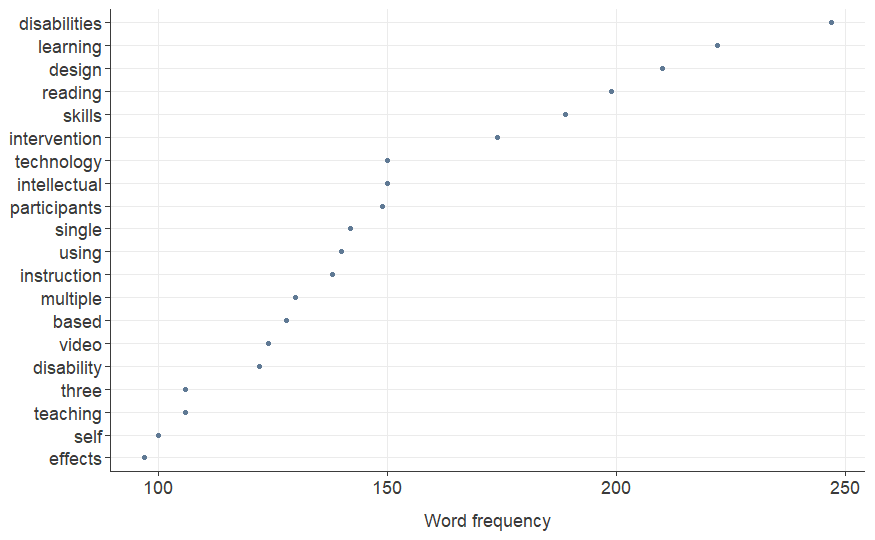 disabilities
learning
design
reading
skills
intervention
technology
intellectual
participants
single
using
instruction
multiple
based
video
disability
three
teaching
self
effects
100 150 200 250
Word frequency